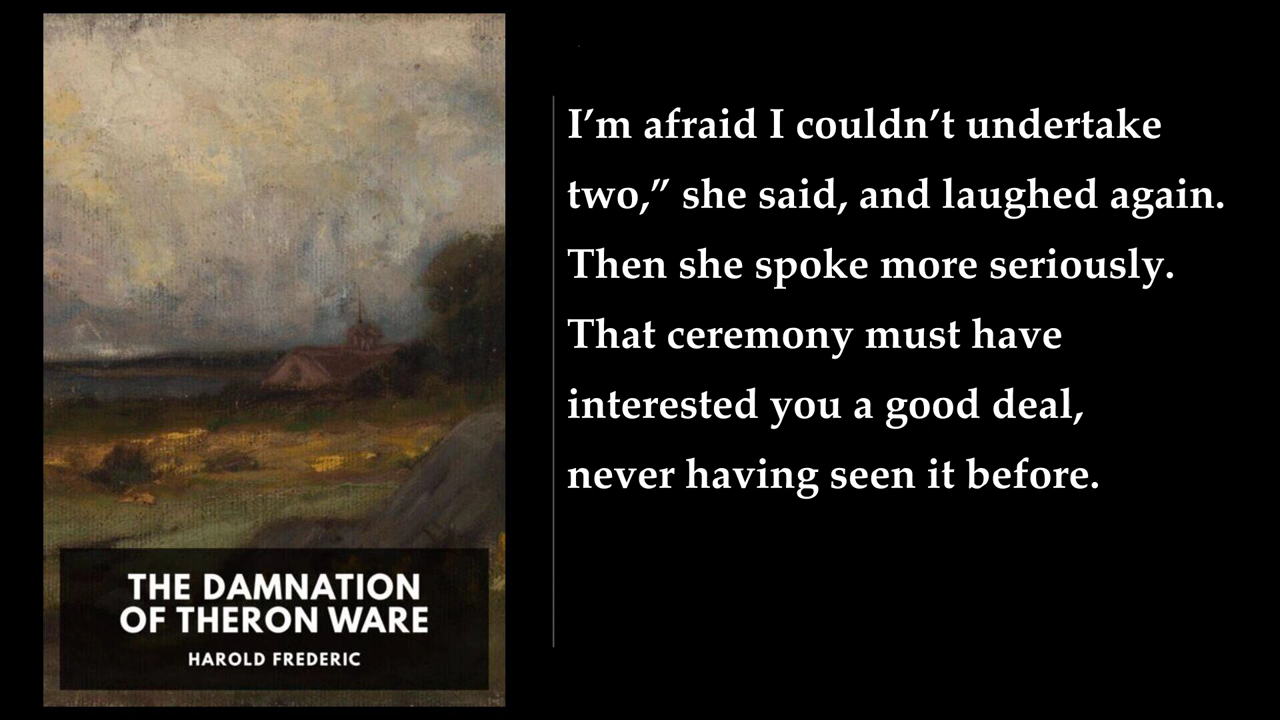 THE DAMNATION
OF THERON WARE
HAROLD FREDERIC
I’m afraid I couldn’t undertake
two,” she said, and laughed again.
Then she spoke more seriously.
That ceremony must have
interested you a good deal,
never having seen it before.